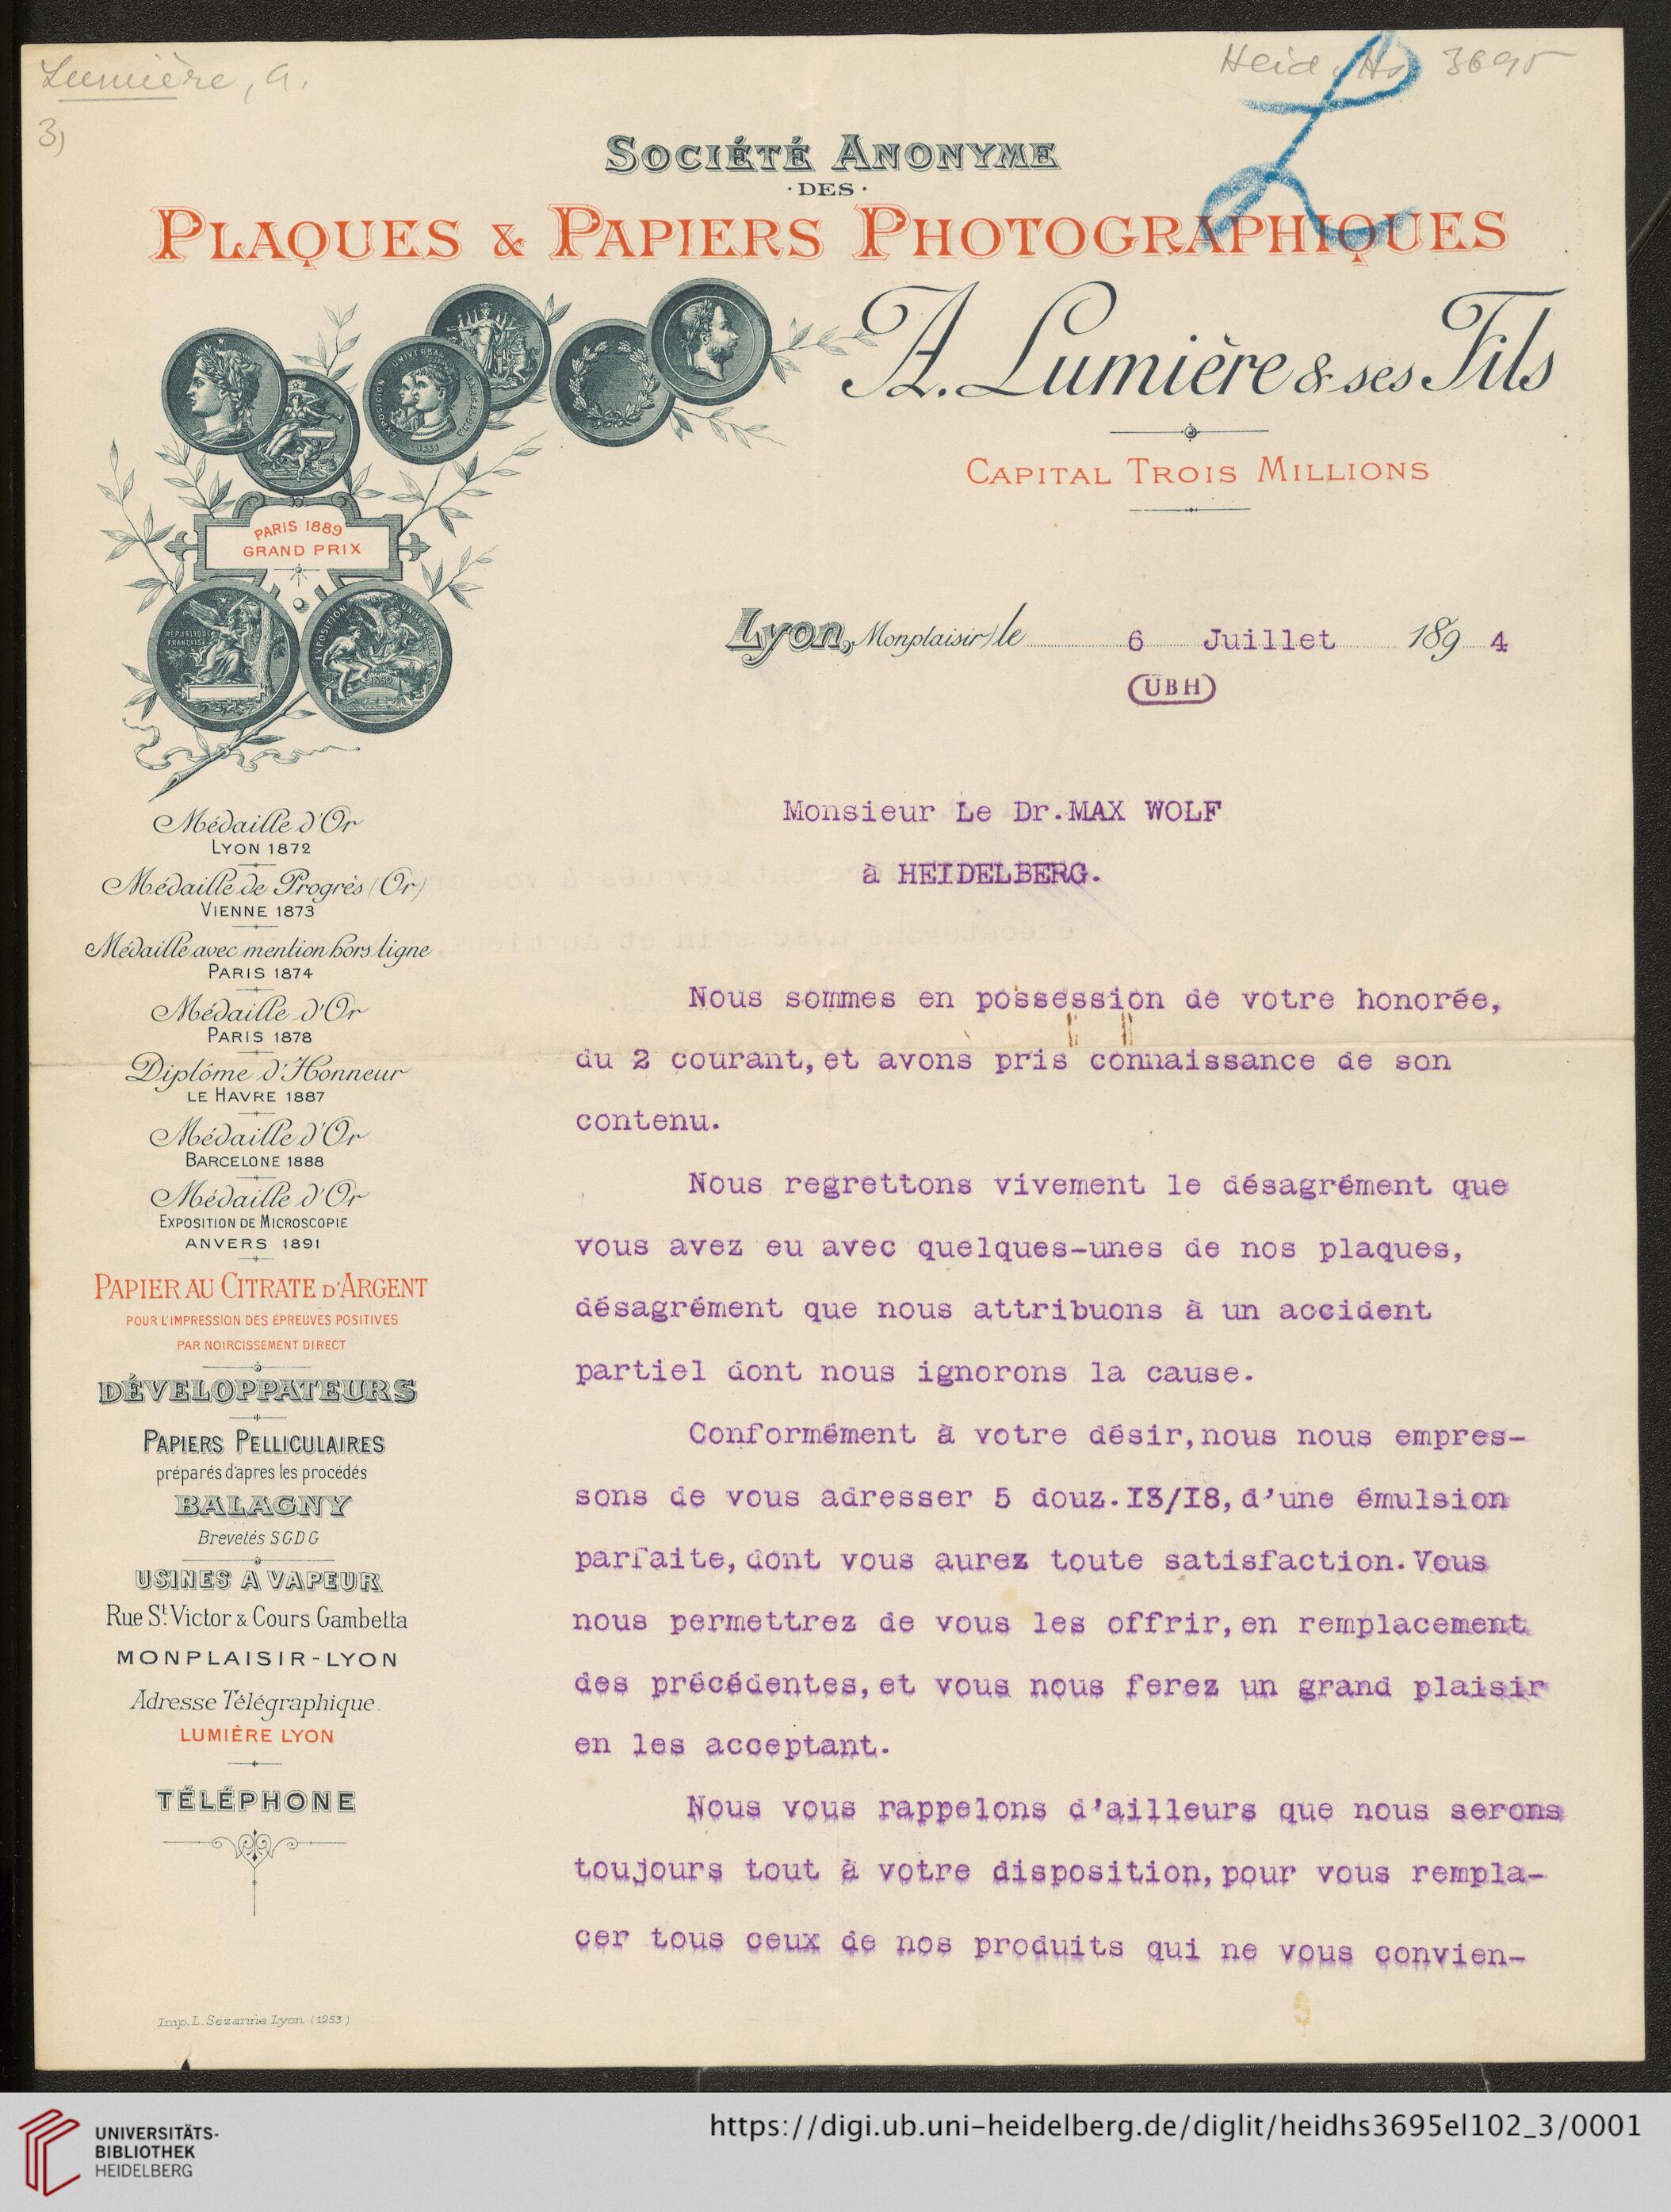 Lumière, A.
Heid. Hs. 3695
3)
SOCIÉTÉ ANONYME
·DES·
PLAQUES & PAPIERS PHOTOGRAPHIQUES
A. Lumière & ses Fils
CAPITAL TROIS MILLIONS
PARIS 1889
GRAND PRIX
RÉPUBLIQUE
FRANÇAISE
EXPOSITION UNIVERSELLE
1889
Lyon, Monplaisir, le 6 Juillet 189 4
UBH
Monsieur Le Dr.MAX WOLF
à HEIDELBERG.
Médaille d'Or
LYON 1872
Médaille de Progrès (Or)
VIENNE 1873
Médaille avec mention hors ligne
PARIS 1874
Médaille d'Or
PARIS 1878
Diplôme d'Honneur
LE HAVRE 1887
Médaille d'Or
BARCELONE 1888
Médaille d'Or
EXPOSITION DE MICROSCOPIE
ANVERS 1891
PAPIER AU CITRATE D'ARGENT
POUR L'IMPRESSION DES ÉPREUVES POSITIVES
PAR NOIRCISSEMENT DIRECT
DÉVELOPPATEURS
PAPIERS PELLICULAIRES
préparés d'apres les procédés
BALAGNY
Brevetés S G D G
USINES A VAPEUR
Rue St. Victor & Cours Gambetta
MONPLAISIR-LYON
Adresse Télégraphique.
LUMIÈRE LYON
TÉLÉPHONE
Imp. L. Sézanne Lyon (1253)
Nous sommes en possession de votre honorée,
du 2 courant,et avons pris connaissance de son
contenu.
Nous regrettons vivement le désagrément que
vous avez eu avec quelques-unes de nos plaques,
désagrément que nous attribuons à un accident
partiel dont nous ignorons la cause.
Conformément à votre désir,nous nous empres-
sons de vous adresser 5 douz.I3/I8,d'une émulsion
parfaite,dont vous aurez toute satisfaction.Vous
nous permettrez de vous les offrir,en remplacement
des précédentes,et vous nous ferez un grand plaisir
en les acceptant.
Nous vous rappelons d'ailleurs que nous serons
toujours tout à votre disposition,pour vous rempla-
cer tous ceux de nos produits qui ne vous convien-
UNIVERSITÄTS-
BIBLIOTHEK
HEIDELBERG
https://digi.ub.uni-heidelberg.de/diglit/heidhs3695el102_3/0001